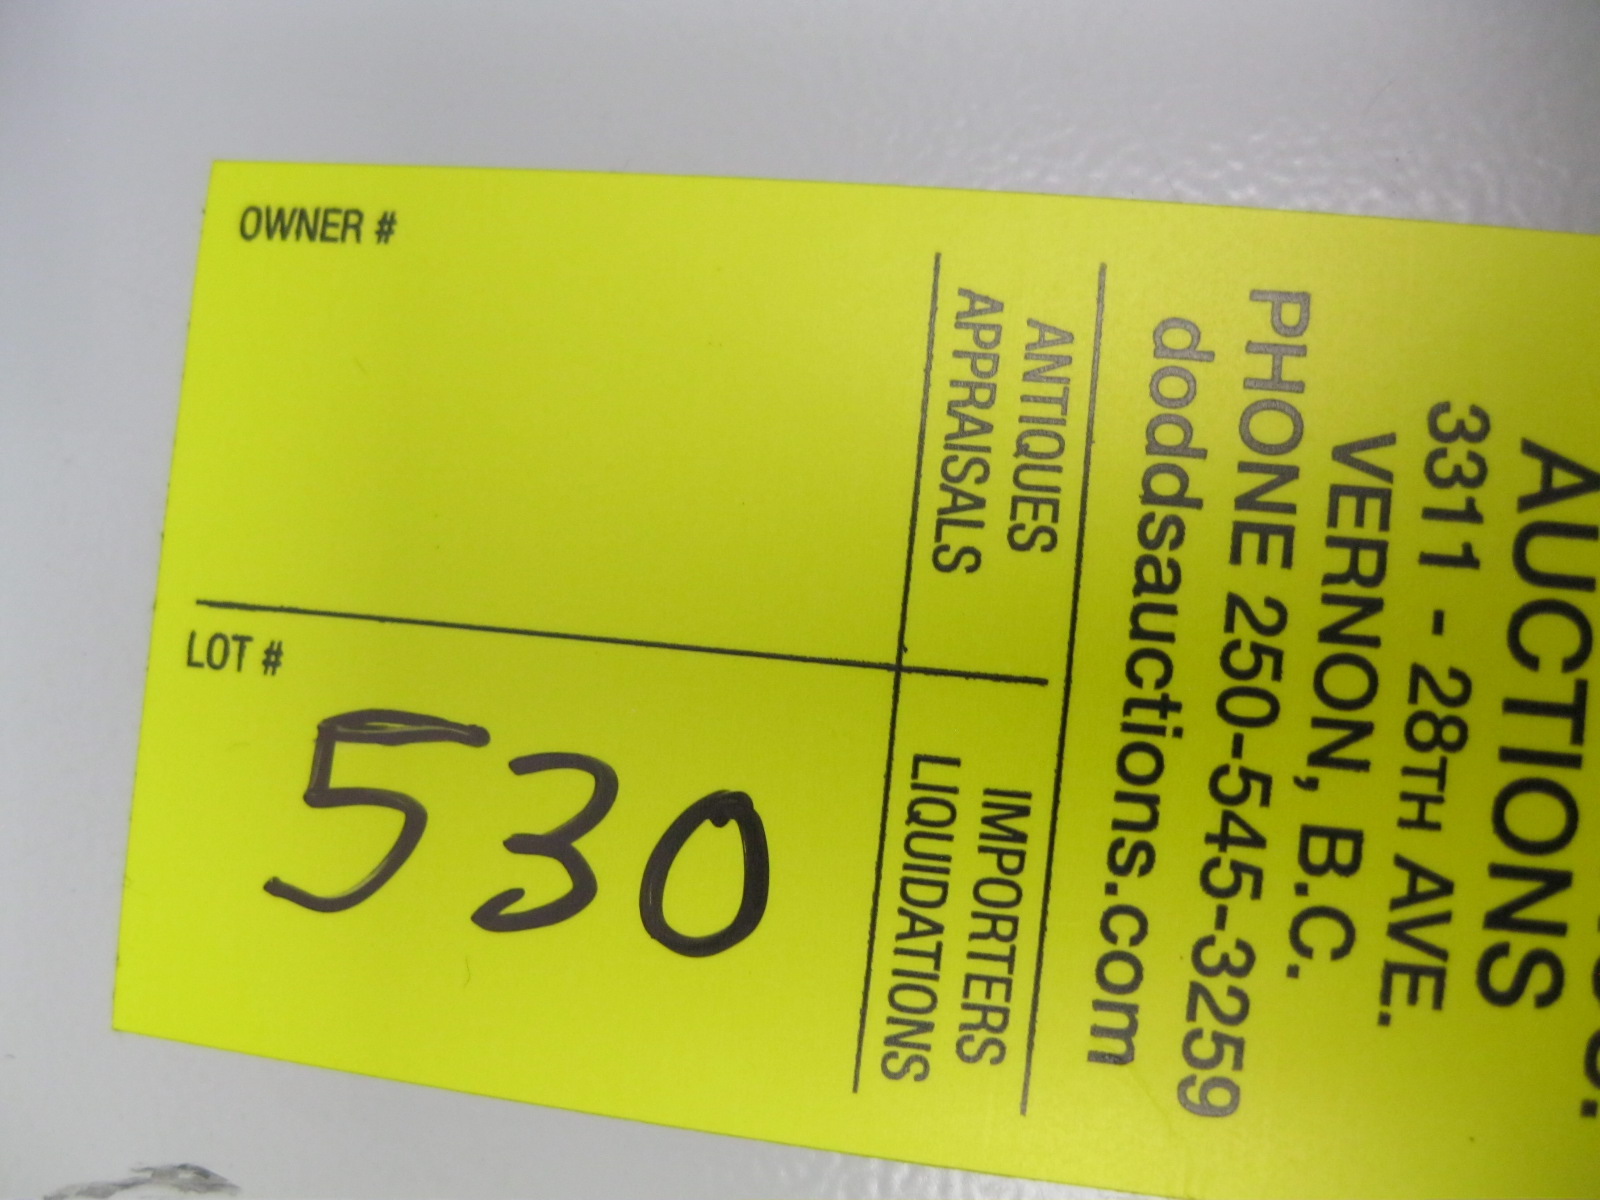 AUCTIONS
3311 - 28TH AVE.
VERNON, B.C.
PHONE 250-545-3259
doddsauctions.com
ANTIQUES
APPRAISALS
IMPORTERS
LIQUIDATIONS
OWNER #
LOT #
530